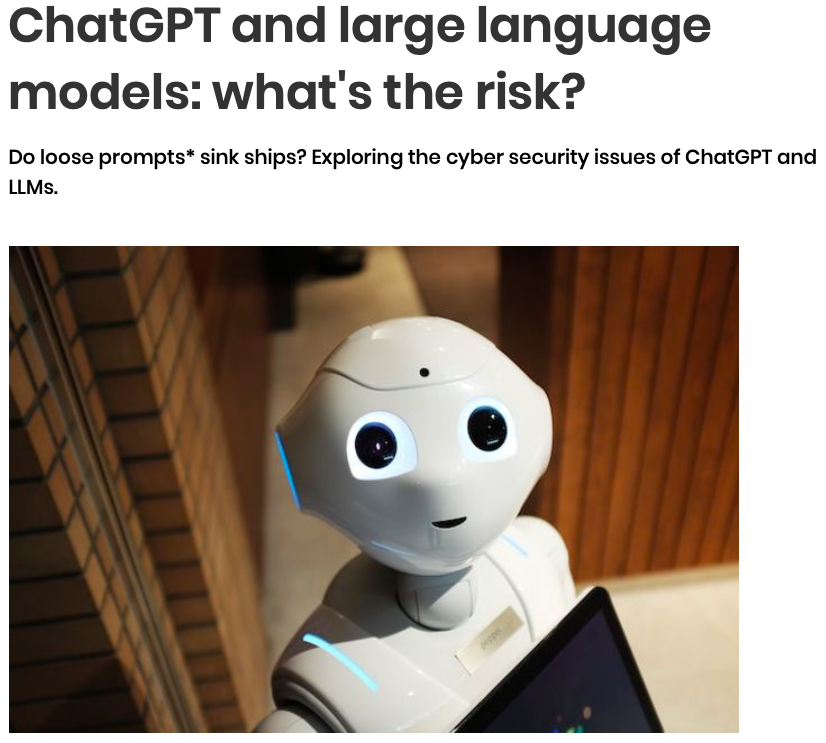 ChatGPT and large language
models: what's the risk?
Do loose prompts* sink ships? Exploring the cyber security issues of ChatGPT and
LLMs.